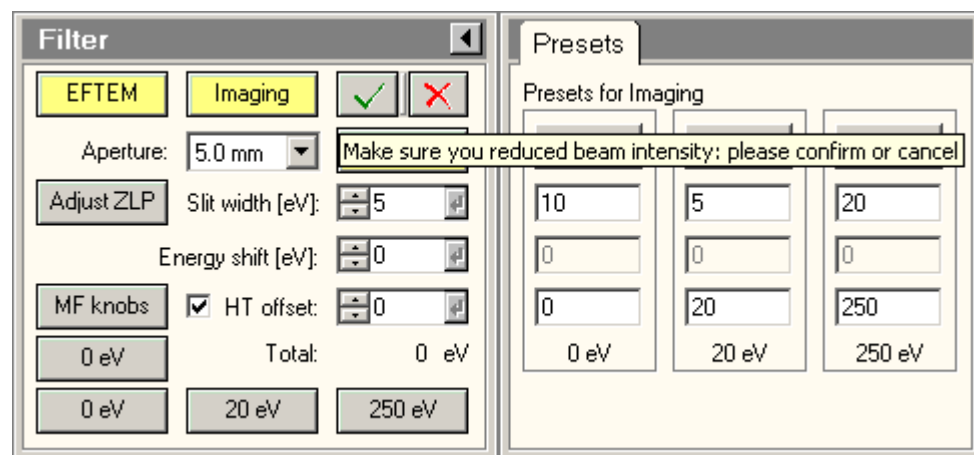 Filter
EFTEM Imaging
Aperture: 5.0 mm
Make sure you reduced beam intensity: please confirm or cancel
Adjust ZLP Slit width [eV]: 5
Energy shift [eV]: 0
MF knobs HT offset: 0
0 eV Total: 0 eV
0 eV 20 eV 250 eV
Presets
Presets for Imaging
10 5 20
0 0 0
0 20 250
0 eV 20 eV 250 eV